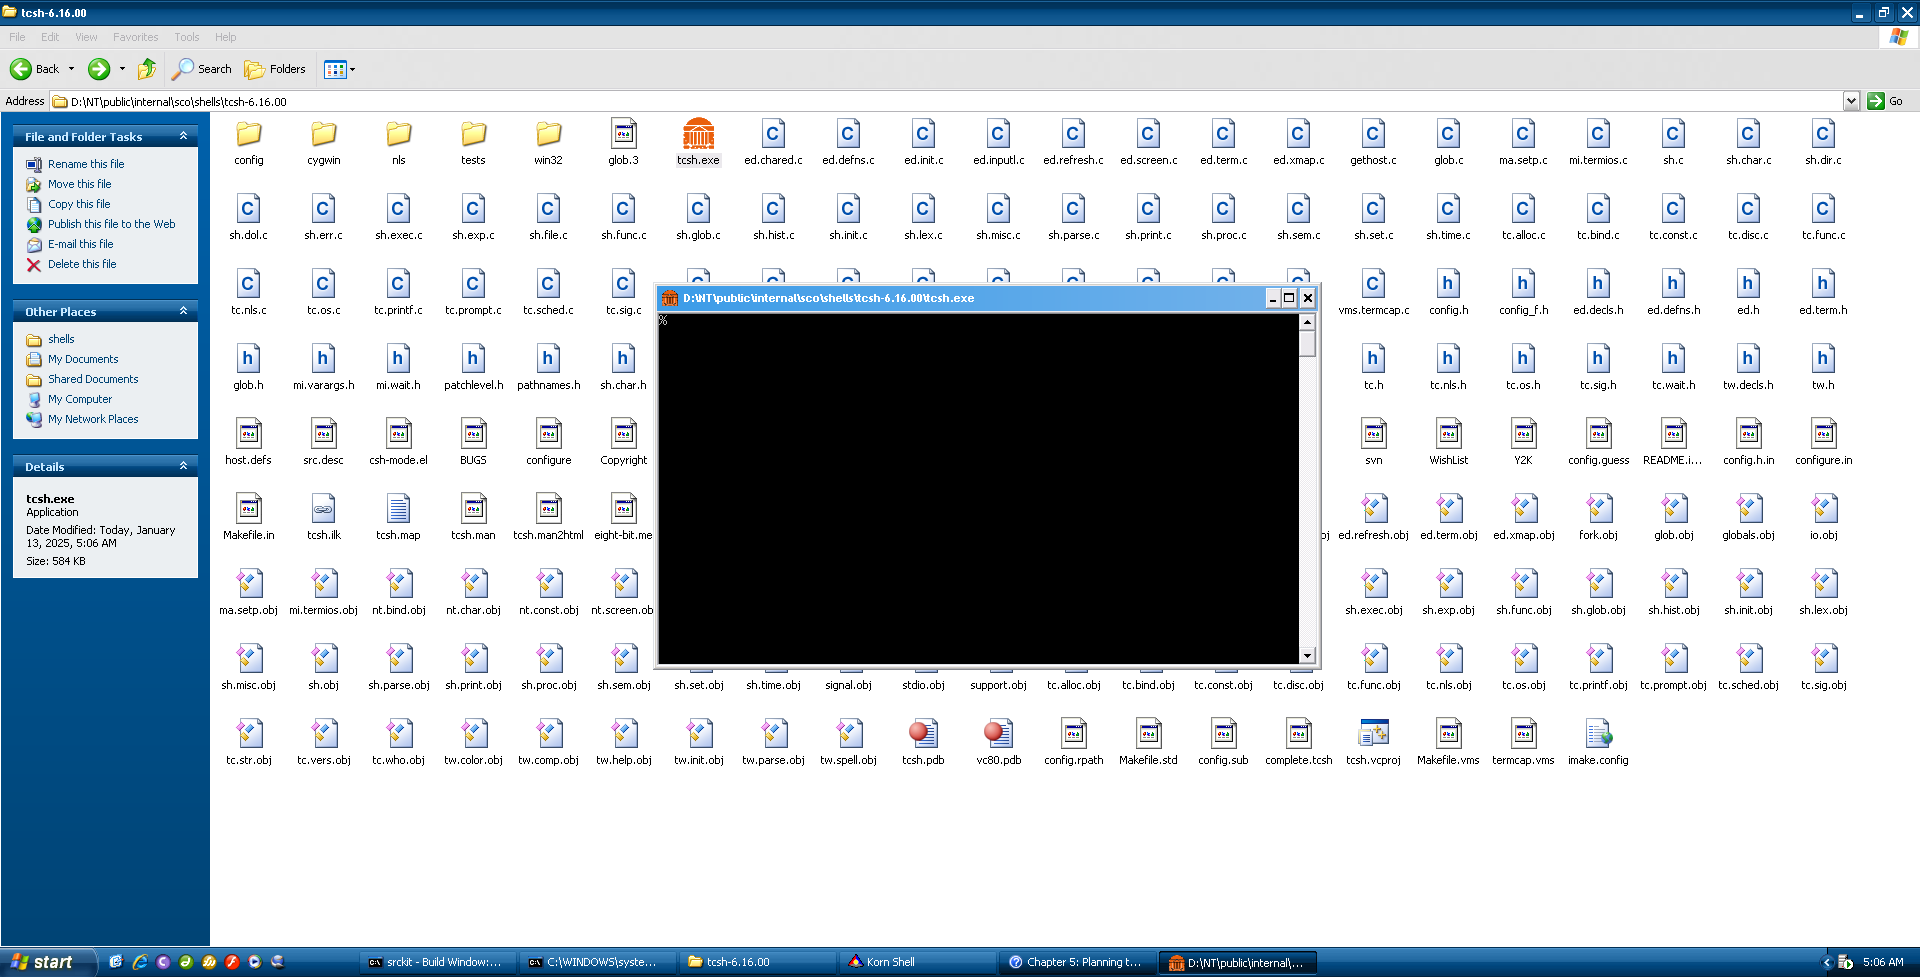 tcsh-6.16.00
File Edit View Favorites Tools Help
Back Search Folders
Address D:\NT\public\internal\sco\shells\tcsh-6.16.00 Go
File and Folder Tasks
Rename this file
Move this file
Copy this file
Publish this file to the Web
E-mail this file
Delete this file
Other Places
shells
My Documents
Shared Documents
My Computer
My Network Places
Details
tcsh.exe
Application
Date Modified: Today, January
13, 2025, 5:06 AM
Size: 584 KB
config cygwin nls tests win32 glob.3 tcsh.exe ed.chared.c ed.defns.c ed.init.c ed.inputl.c ed.refresh.c ed.screen.c ed.term.c ed.xmap.c gethost.c glob.c ma.setp.c mi.termios.c sh.c sh.char.c sh.dir.c
sh.dol.c sh.err.c sh.exec.c sh.exp.c sh.file.c sh.func.c sh.glob.c sh.hist.c sh.init.c sh.lex.c sh.misc.c sh.parse.c sh.print.c sh.proc.c sh.sem.c sh.set.c sh.time.c tc.alloc.c tc.bind.c tc.const.c tc.disc.c tc.func.c
tc.nls.c tc.os.c tc.printf.c tc.prompt.c tc.sched.c tc.sig.c vms.termcap.c config.h config_f.h ed.decls.h ed.defns.h ed.h ed.term.h
glob.h mi.varargs.h mi.wait.h patchlevel.h pathnames.h sh.char.h tc.h tc.nls.h tc.os.h tc.sig.h tc.wait.h tw.decls.h tw.h
host.defs src.desc csh-mode.el BUGS configure Copyright svn WishList Y2K config.guess README.i... config.h.in configure.in
Makefile.in tcsh.ilk tcsh.map tcsh.man tcsh.man2html eight-bit.me ed.refresh.obj ed.term.obj ed.xmap.obj fork.obj glob.obj globals.obj io.obj
ma.setp.obj mi.termios.obj nt.bind.obj nt.char.obj nt.const.obj nt.screen.ob sh.exec.obj sh.exp.obj sh.func.obj sh.glob.obj sh.hist.obj sh.init.obj sh.lex.obj
sh.misc.obj sh.obj sh.parse.obj sh.print.obj sh.proc.obj sh.sem.obj sh.set.obj sh.time.obj signal.obj stdio.obj support.obj tc.alloc.obj tc.bind.obj tc.const.obj tc.disc.obj tc.func.obj tc.nls.obj tc.os.obj tc.printf.obj tc.prompt.obj tc.sched.obj tc.sig.obj
tc.str.obj tc.vers.obj tc.who.obj tw.color.obj tw.comp.obj tw.help.obj tw.init.obj tw.parse.obj tw.spell.obj tcsh.pdb vc80.pdb config.rpath Makefile.std config.sub complete.tcsh tcsh.vcproj Makefile.vms termcap.vms imake.config
D:\NT\public\internal\sco\shells\tcsh-6.16.00\tcsh.exe
%
start srckit - Build Window:... C:\WINDOWS\syste... tcsh-6.16.00 Korn Shell Chapter 5: Planning t... D:\NT\public\internal\... 5:06 AM